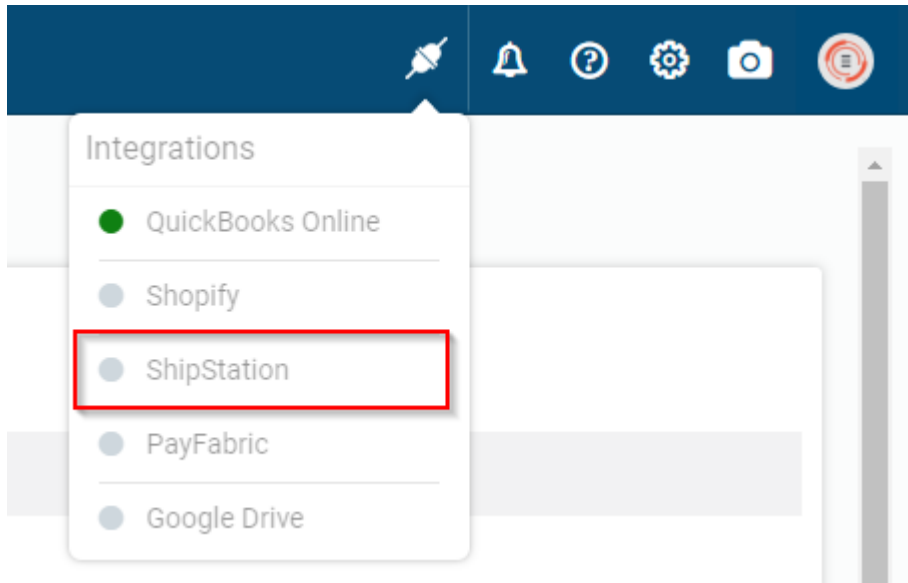 Integrations
QuickBooks Online
Shopify
ShipStation
PayFabric
Google Drive